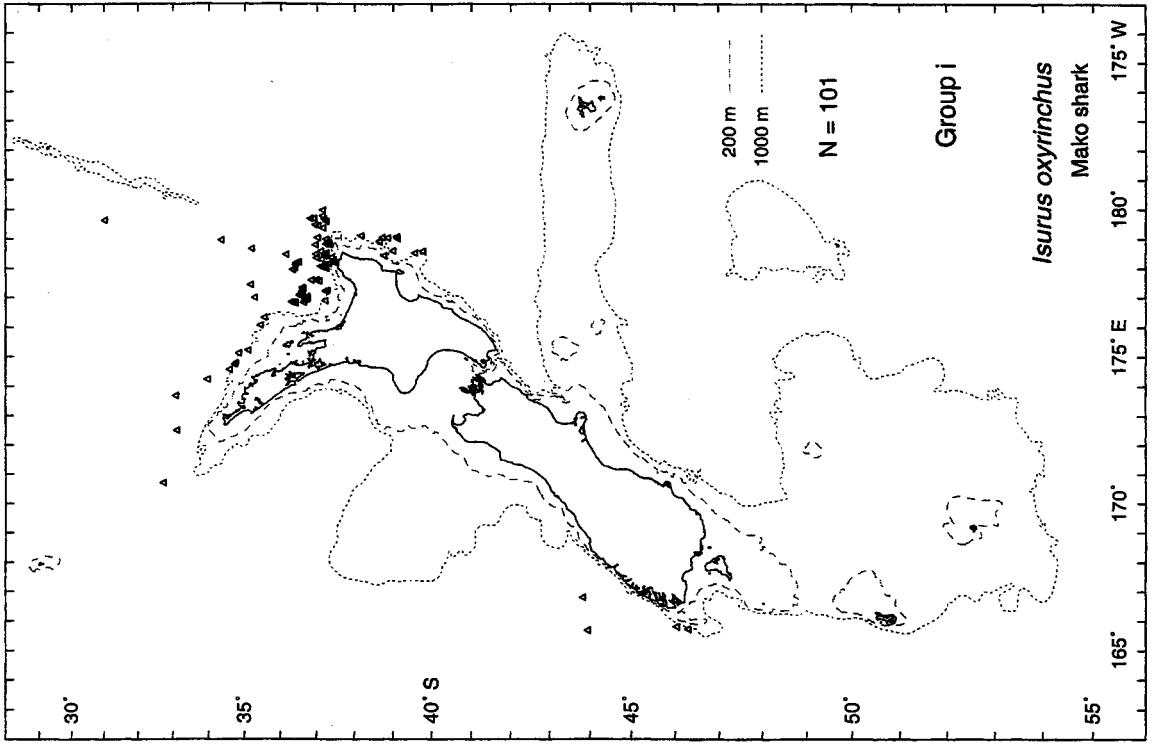 30°
35°
40° S
45°
50°
55°
165°
170°
175° E
180°
175° W
200 m
1000 m
N = 101
Group i
Isurus oxyrinchus
Mako shark